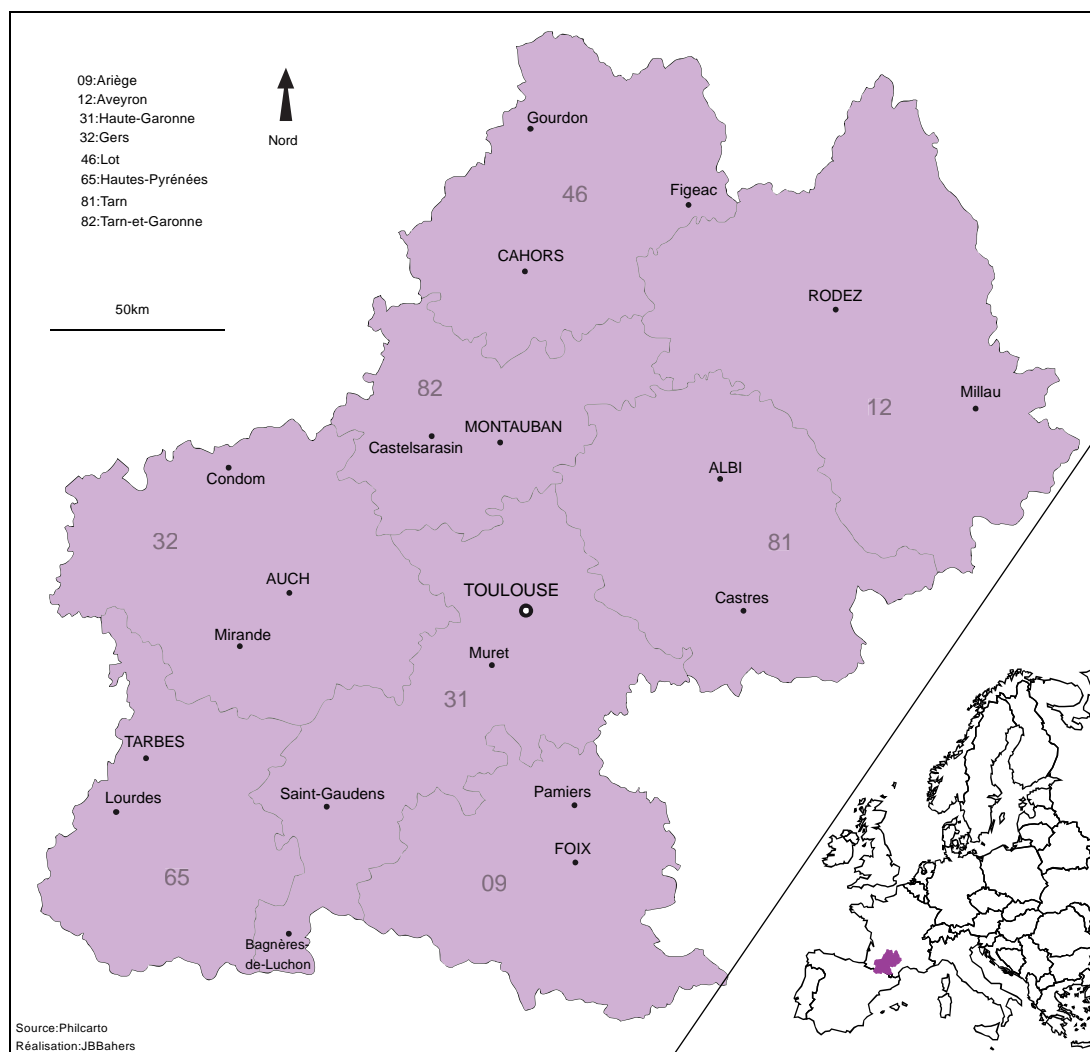 09:Ariège
12:Aveyron
31:Haute-Garonne
32:Gers
46:Lot
65:Hautes-Pyrénées
81:Tarn
82:Tarn-et-Garonne
Nord
50km
Gourdon
46
Figeac
CAHORS
RODEZ
82
Millau
12
MONTAUBAN
Castelsarasin
ALBI
Condom
32
81
AUCH
TOULOUSE
Castres
Mirande
Muret
31
TARBES
Lourdes
Saint-Gaudens
Pamiers
FOIX
65
09
Bagnères-
de-Luchon
Source:Philcarto
Réalisation:JBBahers